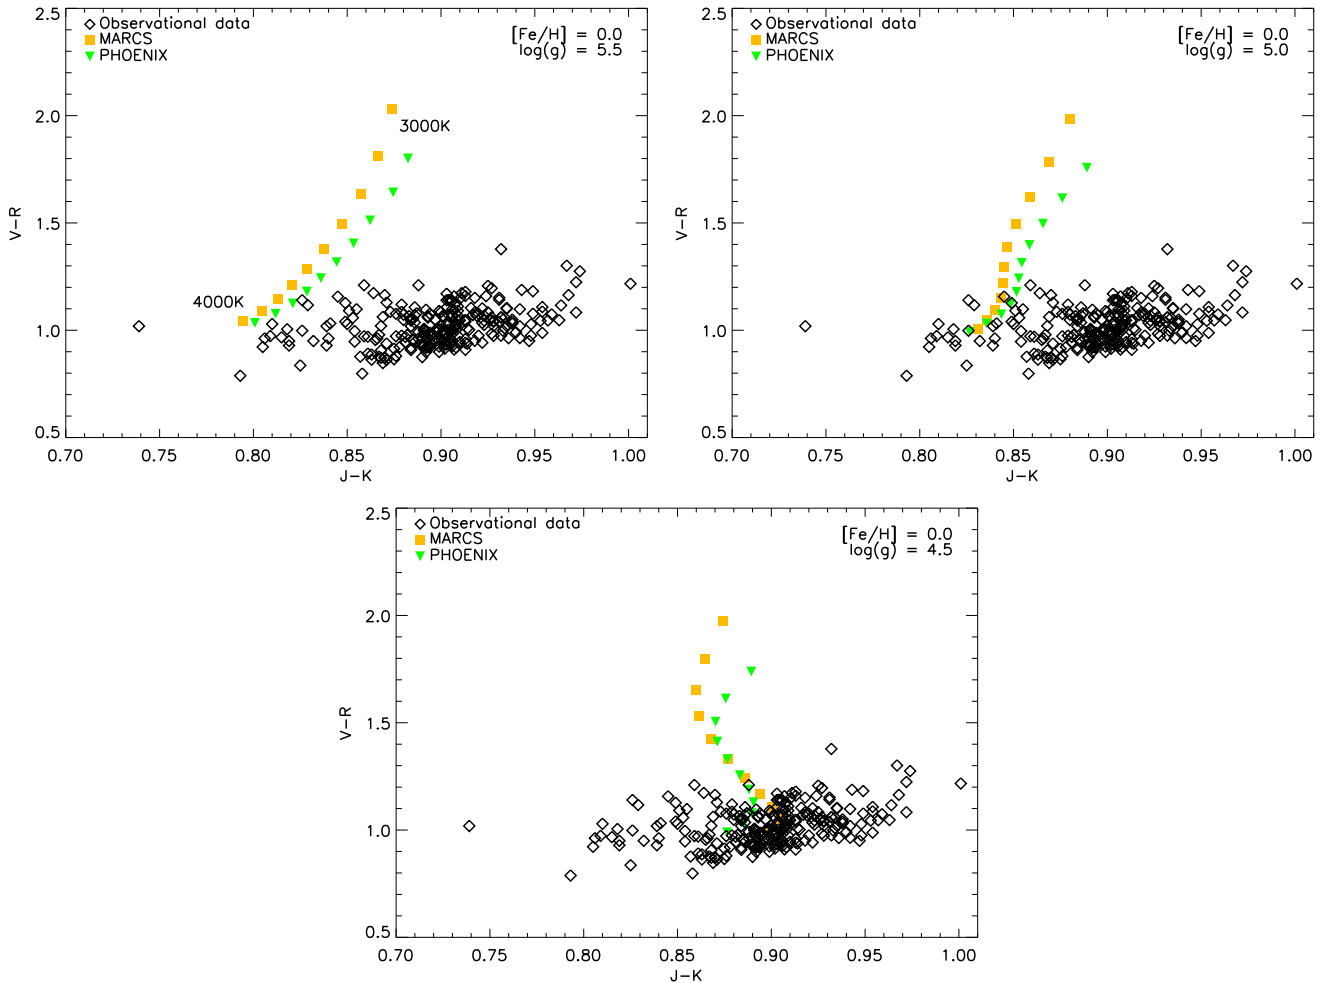 Observational data
MARCS
PHOENIX
[Fe/H] = 0.0
log(g) = 5.5
3000K
4000K
2.5
2.0
1.5
1.0
0.5
V-R
0.70
0.75
0.80
0.85
0.90
0.95
1.00
J-K
Observational data
MARCS
PHOENIX
[Fe/H] = 0.0
log(g) = 5.0
2.5
2.0
1.5
1.0
0.5
V-R
0.70
0.75
0.80
0.85
0.90
0.95
1.00
J-K
Observational data
MARCS
PHOENIX
[Fe/H] = 0.0
log(g) = 4.5
2.5
2.0
1.5
1.0
0.5
V-R
0.70
0.75
0.80
0.85
0.90
0.95
1.00
J-K